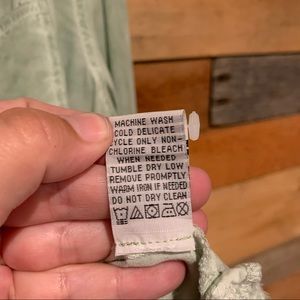 MACHINE WASH
COLD DELICATE
CYCLE ONLY NON-
CHLORINE BLEACH
WHEN NEEDED
TUMBLE DRY LOW
REMOVE PROMPTLY
WARM IRON IF NEEDED
DO NOT DRY CLEAN